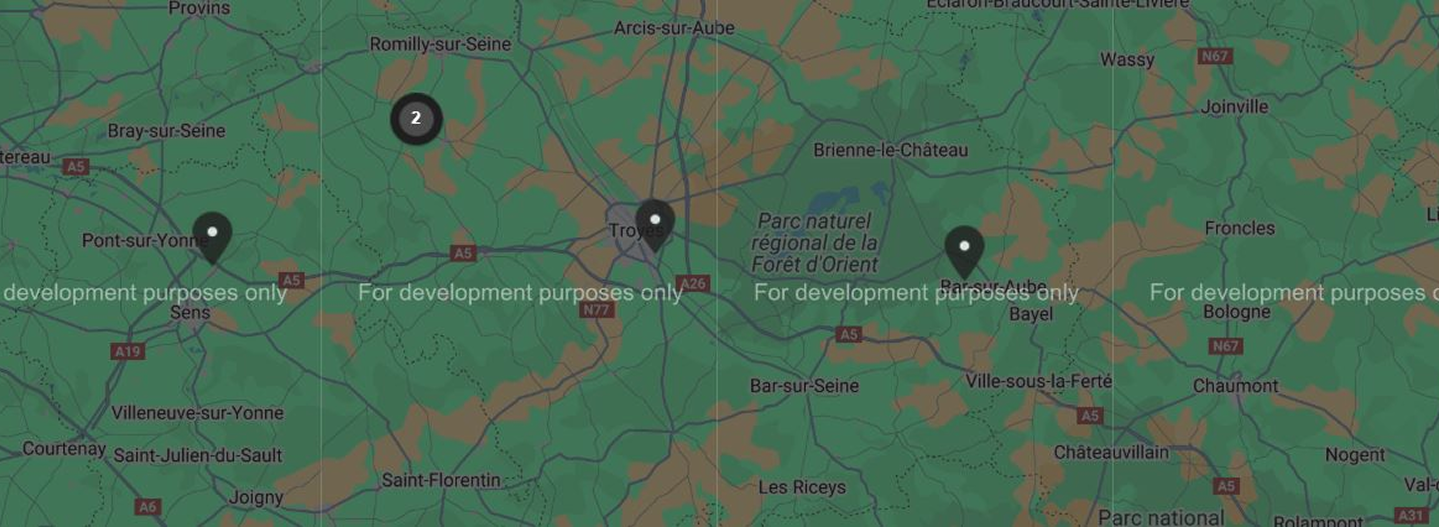 Provins
Romilly-sur-Seine
Arcis-sur-Aube
Éclaron-Braucourt-Sainte-Livière
Wassy
N67
Joinville
2
Bray-sur-Seine
tereau
A5
Brienne-le-Château
Pont-sur-Yonne
A5
A5
Troyes
A26
Parc naturel
régional de la
Forêt d'Orient
Froncles
Li
development purposes only
For development purposes only
For development purposes only
For development purposes o
Bar-sur-Aube
Bayel
Bologne
Sens
N77
A5
A19
N67
Bar-sur-Seine
Ville-sous-la-Ferté
Chaumont
A5
Villeneuve-sur-Yonne
Courtenay
Saint-Julien-du-Sault
Châteauvillain
Nogent
Joigny
Saint-Florentin
Les Riceys
A5
Val-d
A6
Parc national
Rolampont
A31